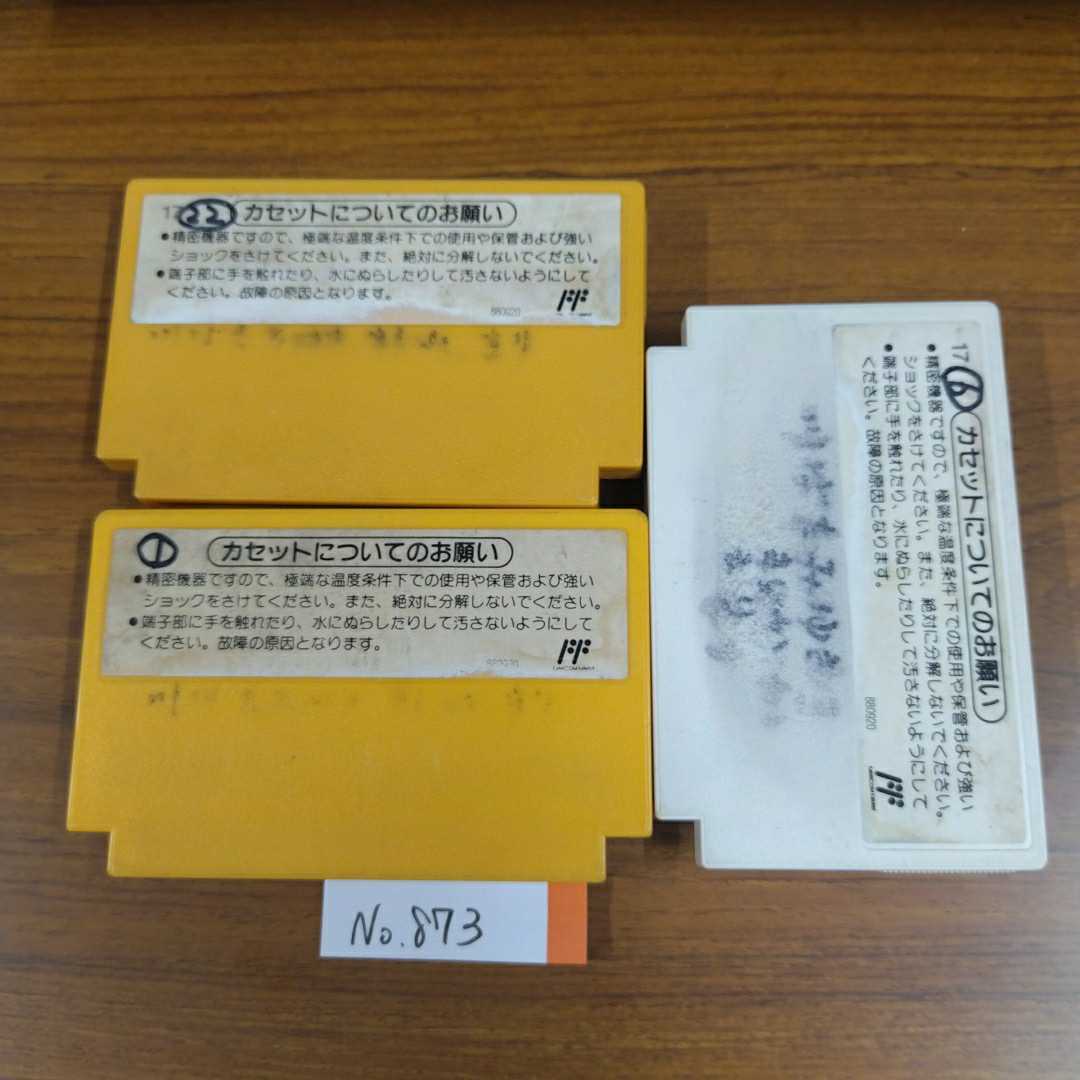 17 22 カセットについてのお願い
●精密機器ですので、極端な温度条件下での使用や保管および強い
ショックをさけてください。また、絶対に分解しないでください。
●端子部に手を触れたり、水にぬらしたりして汚さないようにして
ください。故障の原因となります。
880920
1 カセットについてのお願い
●精密機器ですので、極端な温度条件下での使用や保管および強い
ショックをさけてください。また、絶対に分解しないでください。
●端子部に手を触れたり、水にぬらしたりして汚さないようにして
ください。故障の原因となります。
880920
FAMICOM FAMILY
17 6 カセットについてのお願い
●精密機器ですので、極端な温度条件下での使用や保管および強い
ショックをさけてください。また、絶対に分解しないでください。
●端子部に手を触れたり、水にぬらしたりして汚さないようにして
ください。故障の原因となります。
880920
FAMICOM FAMILY
No.873